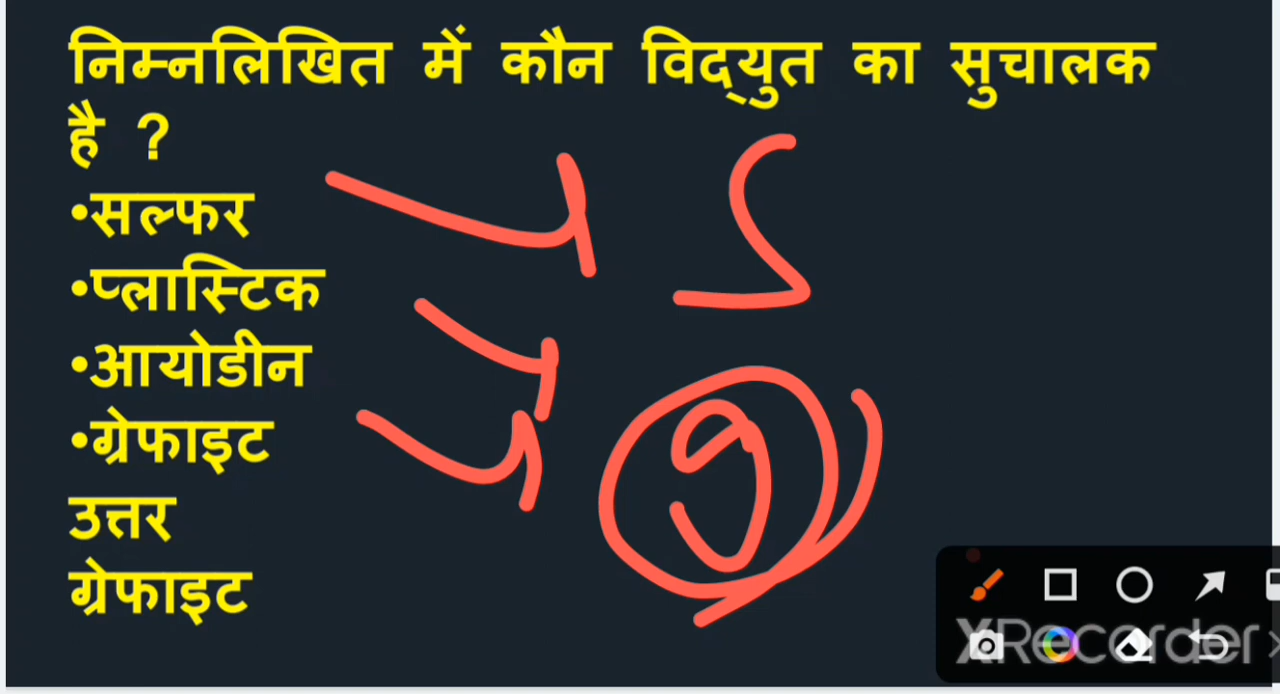 निम्नलिखित में कौन विद्‌युत का सुचालक
है ?
•सल्फर
•प्लास्टिक
•आयोडीन
•ग्रेफाइट
उत्तर
ग्रेफाइट
XRecorder